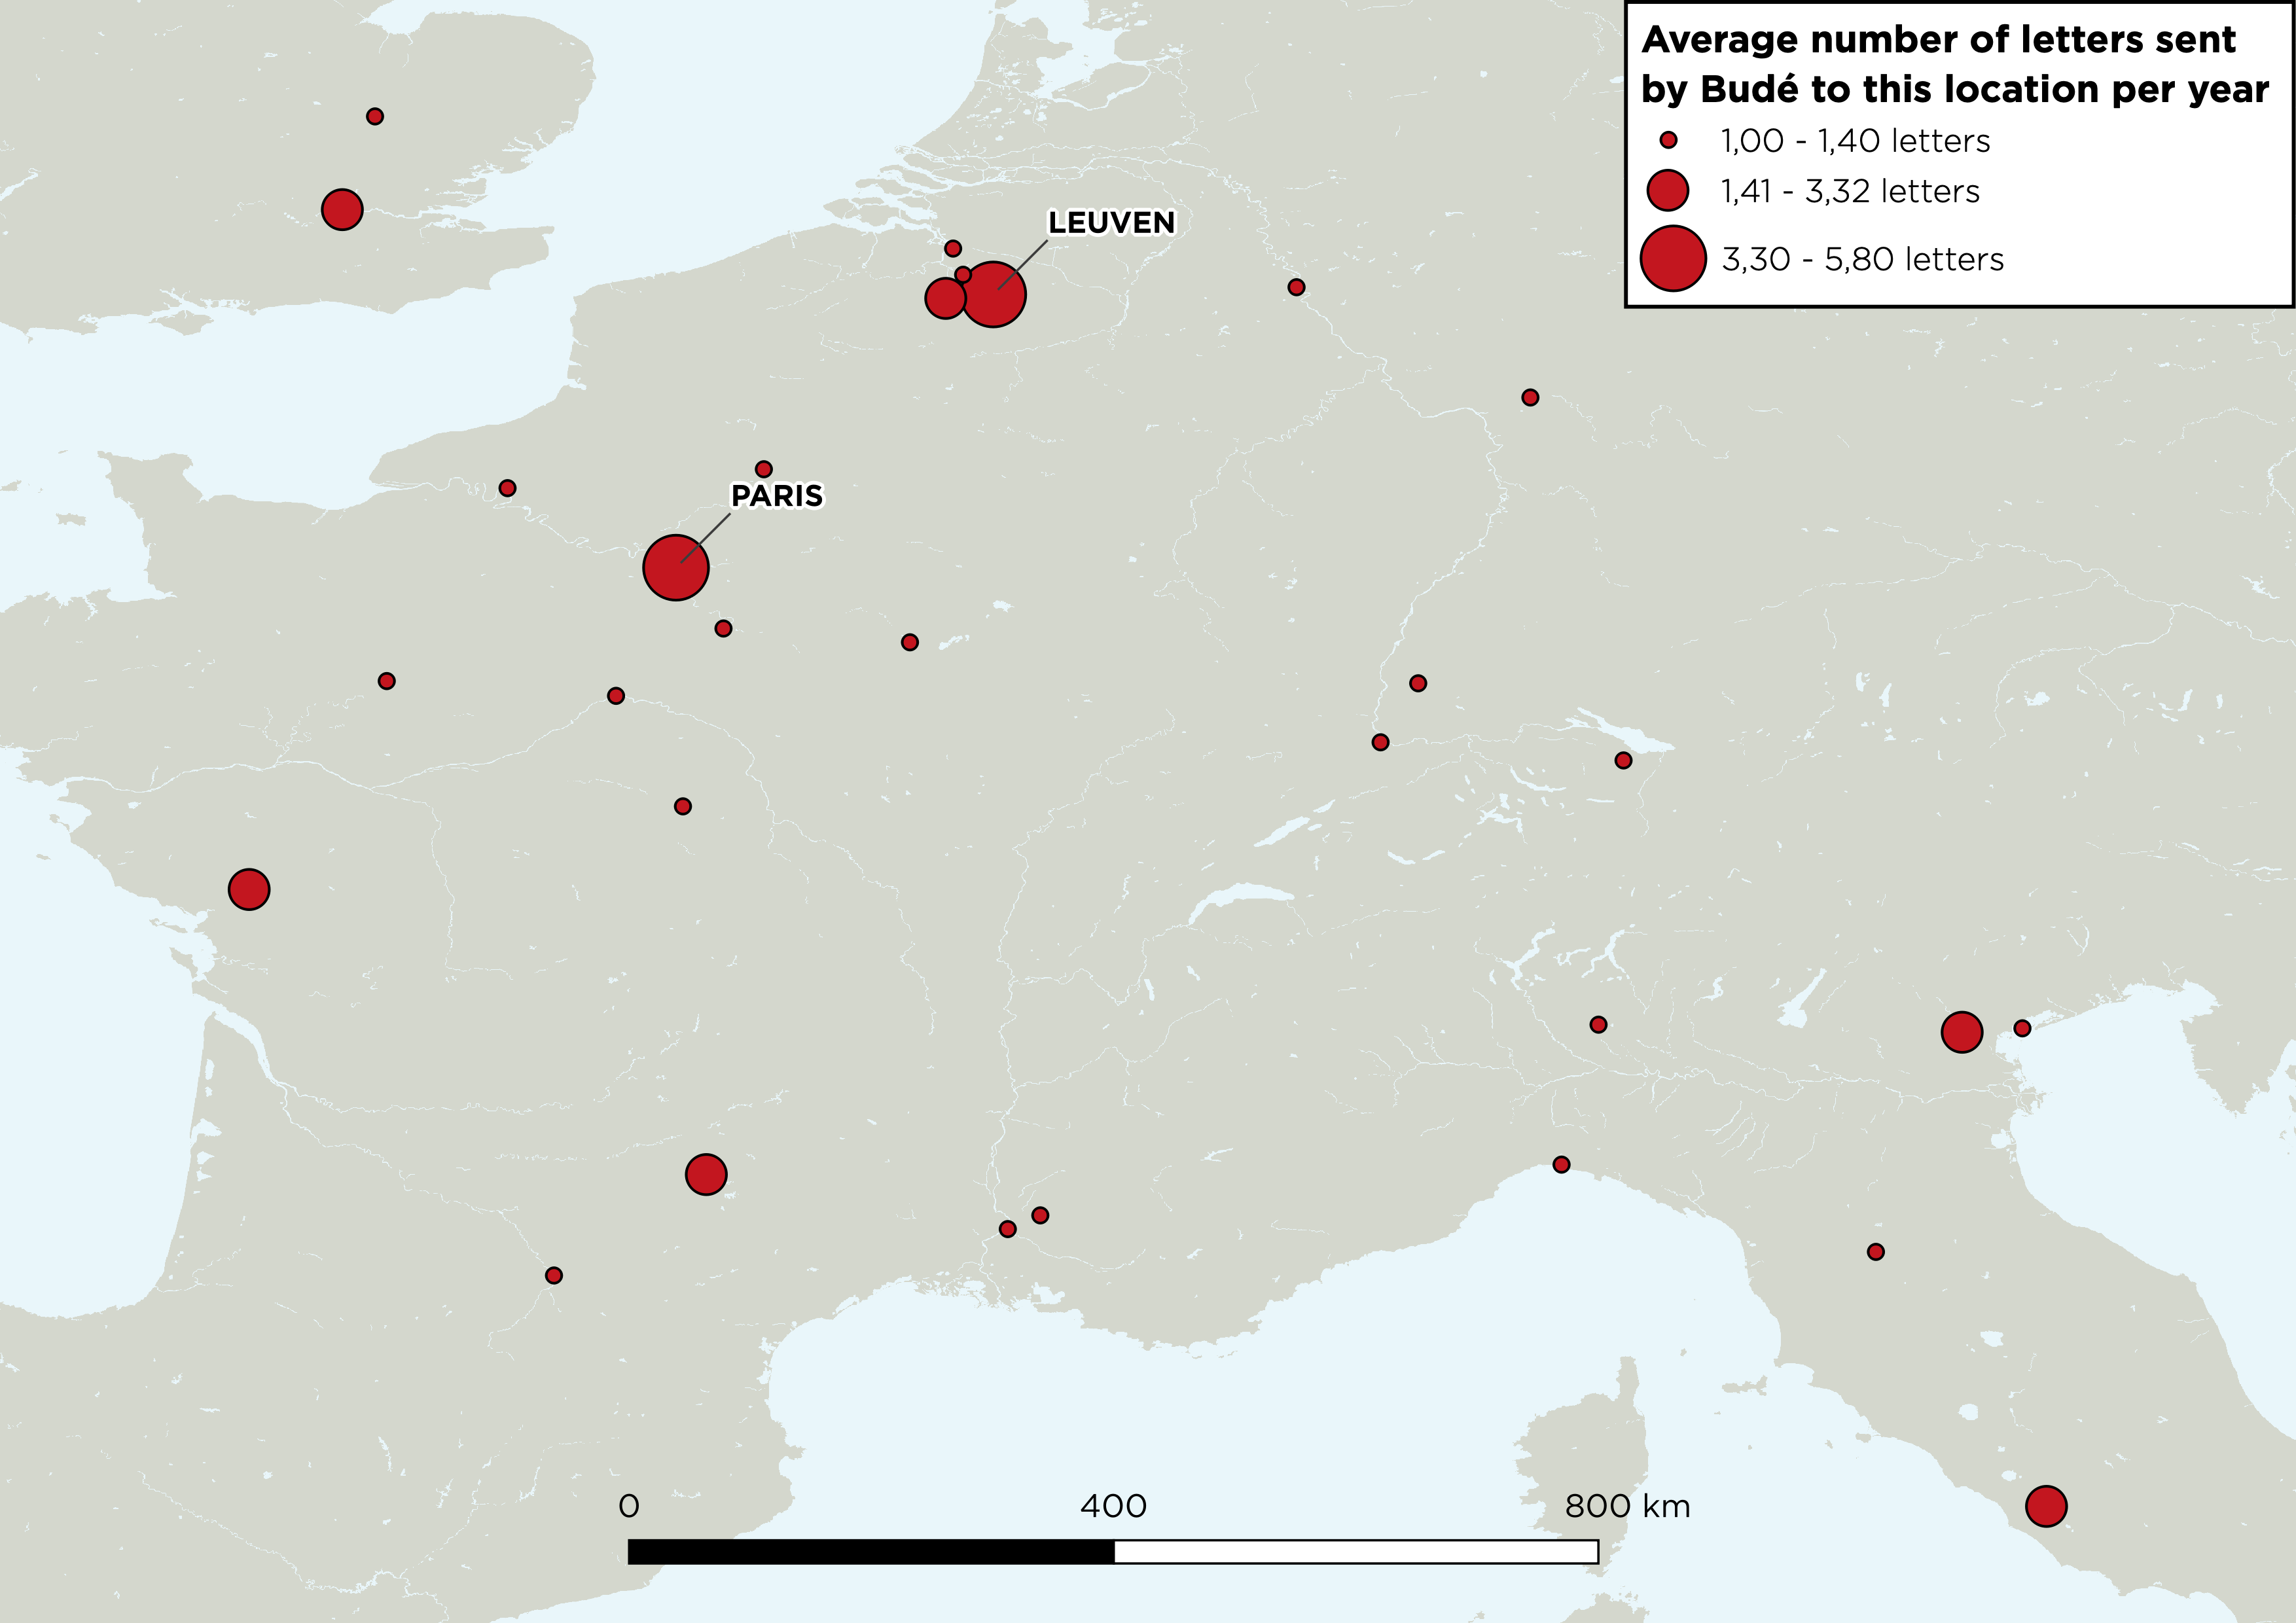 Average number of letters sent
by Budé to this location per year
1,00 - 1,40 letters
1,41 - 3,32 letters
3,30 - 5,80 letters
LEUVEN
PARIS
0 400 800 km